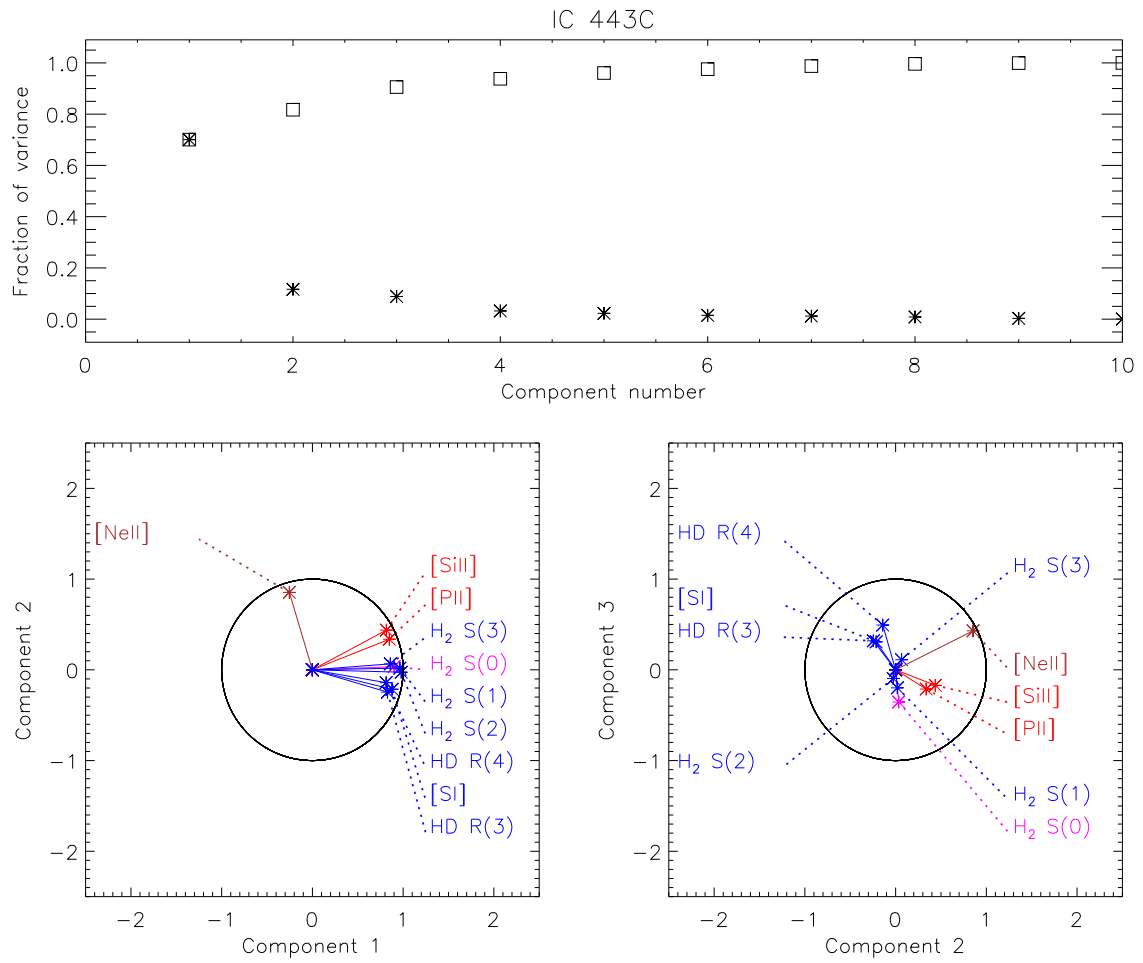 IC 443C
Fraction of variance
1.0
0.8
0.6
0.4
0.2
0.0
0 2 4 6 8 10
Component number
Component 2
2
1
0
−1
−2
[NeII]
[SiII]
[PII]
H₂ S(3)
H₂ S(0)
H₂ S(1)
H₂ S(2)
HD R(4)
[SI]
HD R(3)
−2 −1 0 1 2
Component 1
Component 3
2
1
0
−1
−2
HD R(4)
[SI]
HD R(3)
H₂ S(2)
H₂ S(3)
[NeII]
[SiII]
[PII]
H₂ S(1)
H₂ S(0)
−2 −1 0 1 2
Component 2